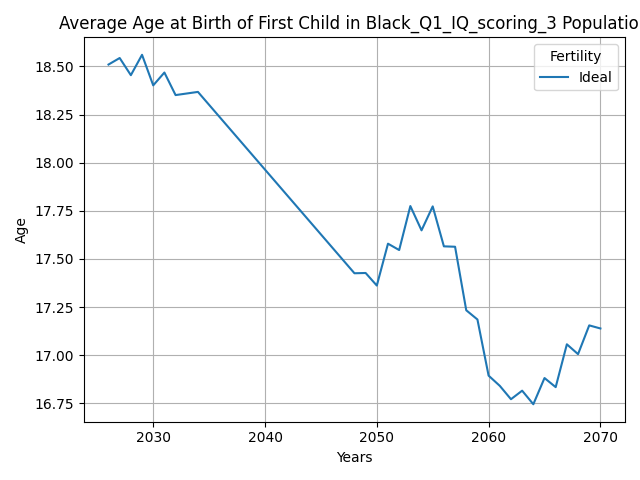 Average Age at Birth of First Child in Black_Q1_IQ_scoring_3 Populatio
Fertility
Ideal
18.50
18.25
18.00
17.75
17.50
17.25
17.00
16.75
Age
2030 2040 2050 2060 2070
Years